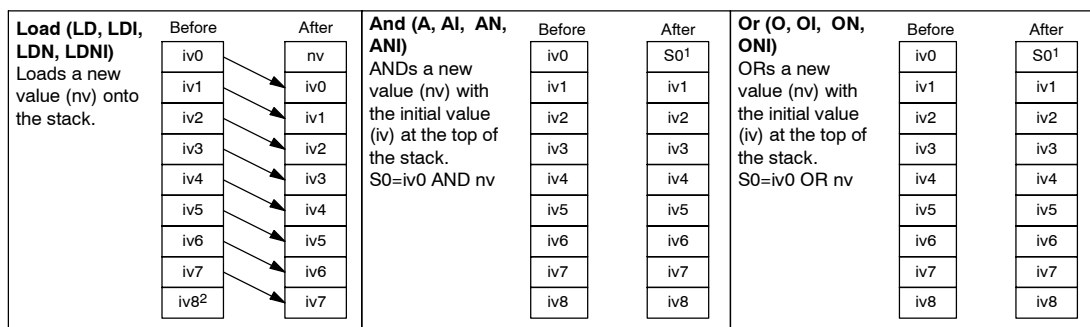 Load (LD, LDI,
LDN, LDNI)
Loads a new
value (nv) onto
the stack.
Before
iv0
iv1
iv2
iv3
iv4
iv5
iv6
iv7
iv8²
After
nv
iv0
iv1
iv2
iv3
iv4
iv5
iv6
iv7
And (A, AI, AN,
ANI)
ANDs a new
value (nv) with
the initial value
(iv) at the top of
the stack.
S0=iv0 AND nv
Before
iv0
iv1
iv2
iv3
iv4
iv5
iv6
iv7
iv8
After
S0¹
iv1
iv2
iv3
iv4
iv5
iv6
iv7
iv8
Or (O, OI, ON,
ONI)
ORs a new
value (nv) with
the initial value
(iv) at the top of
the stack.
S0=iv0 OR nv
Before
iv0
iv1
iv2
iv3
iv4
iv5
iv6
iv7
iv8
After
S0¹
iv1
iv2
iv3
iv4
iv5
iv6
iv7
iv8